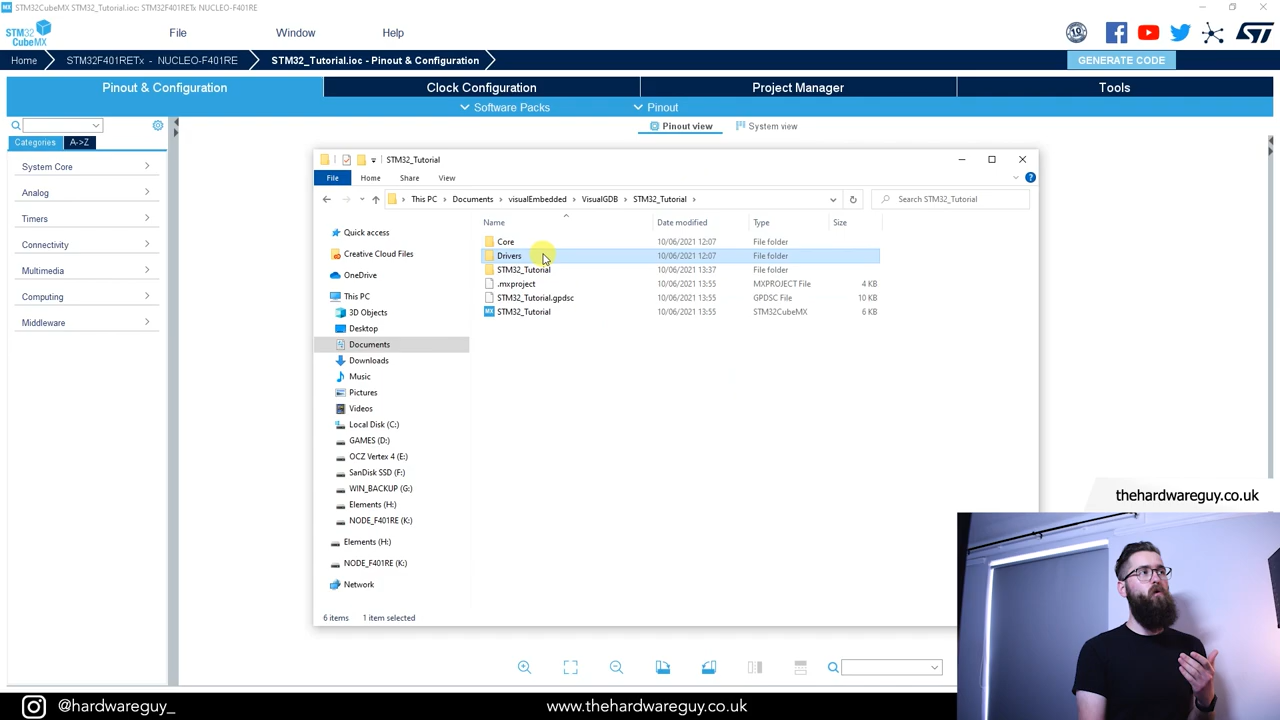 MX STM32CubeMX STM32_Tutorial.ioc: STM32F401RETx NUCLEO-F401RE
STM32
CubeMX
File
Window
Help
10
ST
Home
STM32F401RETx - NUCLEO-F401RE
STM32_Tutorial.ioc - Pinout & Configuration
GENERATE CODE
Pinout & Configuration
Clock Configuration
Project Manager
Tools
Software Packs
Pinout
Pinout view
System view
Categories
A->Z
System Core
Analog
Timers
Connectivity
Multimedia
Computing
Middleware
STM32_Tutorial
File
Home
Share
View
This PC
Documents
visualEmbedded
VisualGDB
STM32_Tutorial
Search STM32_Tutorial
Quick access
Creative Cloud Files
OneDrive
This PC
3D Objects
Desktop
Documents
Downloads
Music
Pictures
Videos
Local Disk (C:)
GAMES (D:)
OCZ Vertex 4 (E:)
SanDisk SSD (F:)
WIN_BACKUP (G:)
Elements (H:)
NODE_F401RE (K:)
Elements (H:)
NODE_F401RE (K:)
Network
Name Date modified Type Size
Core 10/06/2021 12:07 File folder
Drivers 10/06/2021 12:07 File folder
STM32_Tutorial 10/06/2021 13:37 File folder
.mxproject 10/06/2021 13:55 MXPROJECT File 4 KB
STM32_Tutorial.gpdsc 10/06/2021 13:55 GPDSC File 10 KB
MX STM32_Tutorial 10/06/2021 13:55 STM32CubeMX 6 KB
6 items 1 item selected
thehardwareguy.co.uk
@hardwareguy_
www.thehardwareguy.co.uk